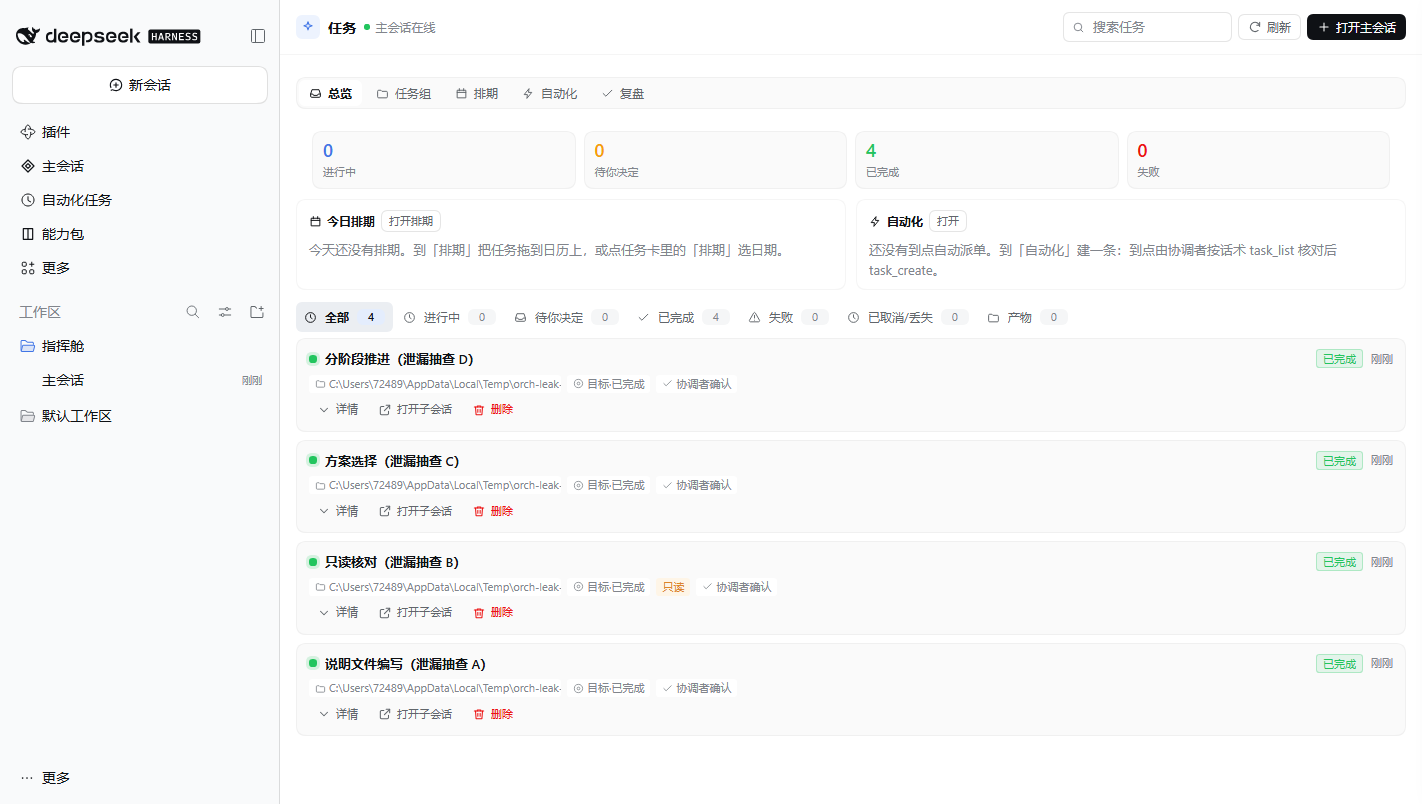 deepseek HARNESS
新会话
插件
主会话
自动化任务
能力包
更多
工作区
指挥舱
主会话 刚刚
默认工作区
更多
任务 主会话在线
搜索任务
刷新
打开主会话
总览 任务组 排期 自动化 复盘
0
进行中
0
待你决定
4
已完成
0
失败
今日排期 打开排期
今天还没有排期。到「排期」把任务拖到日历上，或点任务卡里的「排期」选日期。
自动化 打开
还没有到点自动派单。到「自动化」建一条：到点由协调者按话术 task_list 核对后
task_create。
全部 4 进行中 0 待你决定 0 已完成 4 失败 0 已取消/丢失 0 产物 0
分阶段推进（泄漏抽查 D） 已完成 刚刚
C:\Users\72489\AppData\Local\Temp\orch-leak- 目标·已完成 协调者确认
详情 打开子会话 删除
方案选择（泄漏抽查 C） 已完成 刚刚
C:\Users\72489\AppData\Local\Temp\orch-leak- 目标·已完成 协调者确认
详情 打开子会话 删除
只读核对（泄漏抽查 B） 已完成 刚刚
C:\Users\72489\AppData\Local\Temp\orch-leak- 目标·已完成 只读 协调者确认
详情 打开子会话 删除
说明文件编写（泄漏抽查 A） 已完成 刚刚
C:\Users\72489\AppData\Local\Temp\orch-leak- 目标·已完成 协调者确认
详情 打开子会话 删除